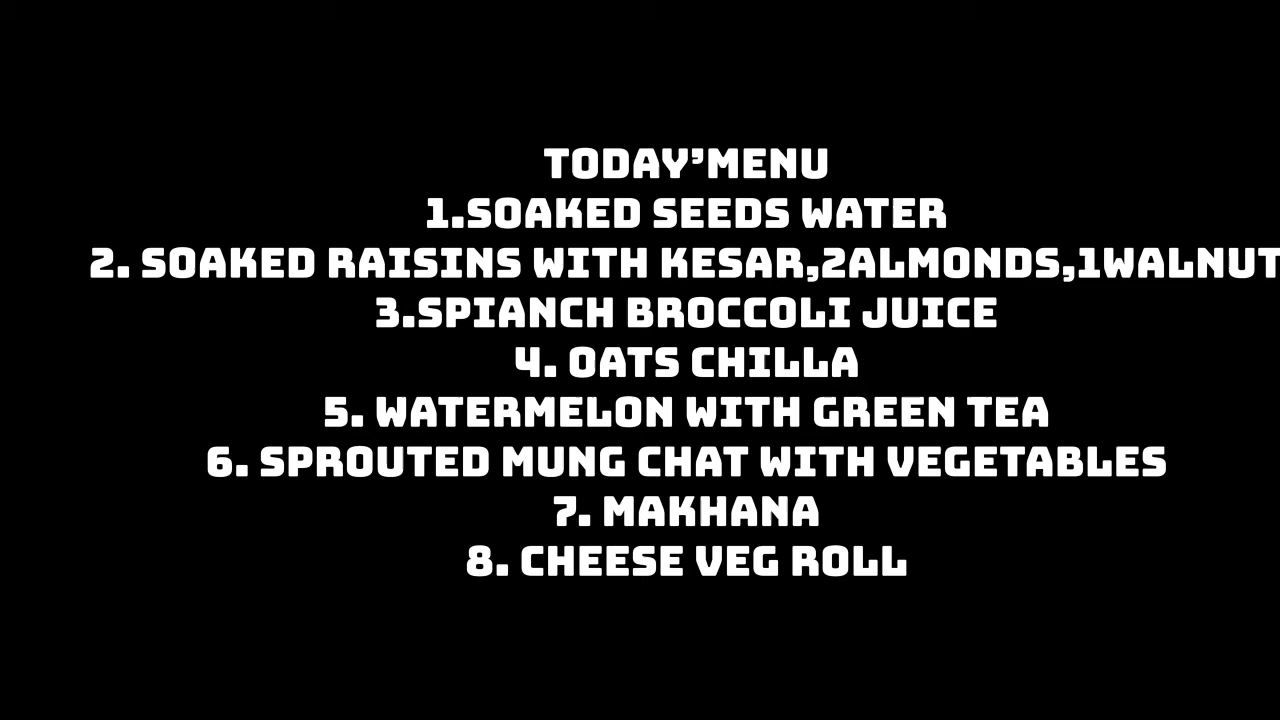 TODAY'MENU
1.SOAKED SEEDS WATER
2. SOAKED RAISINS WITH KESAR,2ALMONDS,1WALNUT
3.SPIANCH BROCCOLI JUICE
4. OATS CHILLA
5. WATERMELON WITH GREEN TEA
6. SPROUTED MUNG CHAT WITH VEGETABLES
7. MAKHANA
8. CHEESE VEG ROLL